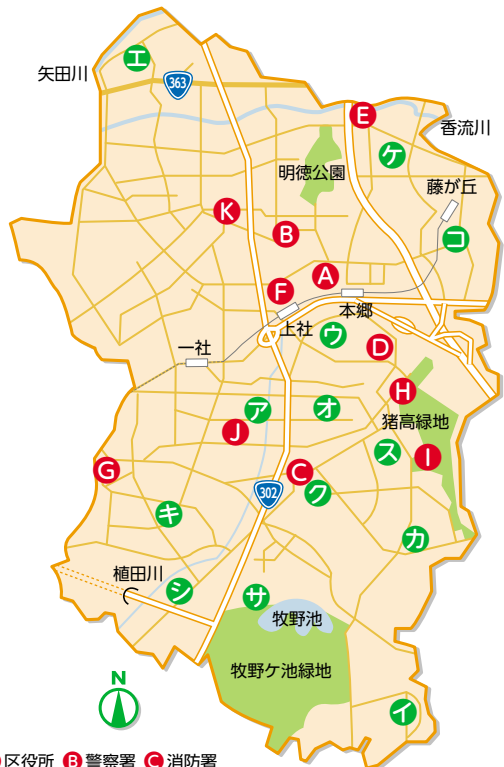 エ
矢田川
363
E
香流川
ケ
明徳公園
藤が丘
K
B
コ
A
F
本郷
上社
ウ
一社
D
H
ア
オ
猪高緑地
J
ス
I
G
C
302
ク
キ
カ
植田川
シ
サ
牧野池
牧野ケ池緑地
N
イ
区役所 B 警察署 C 消防署